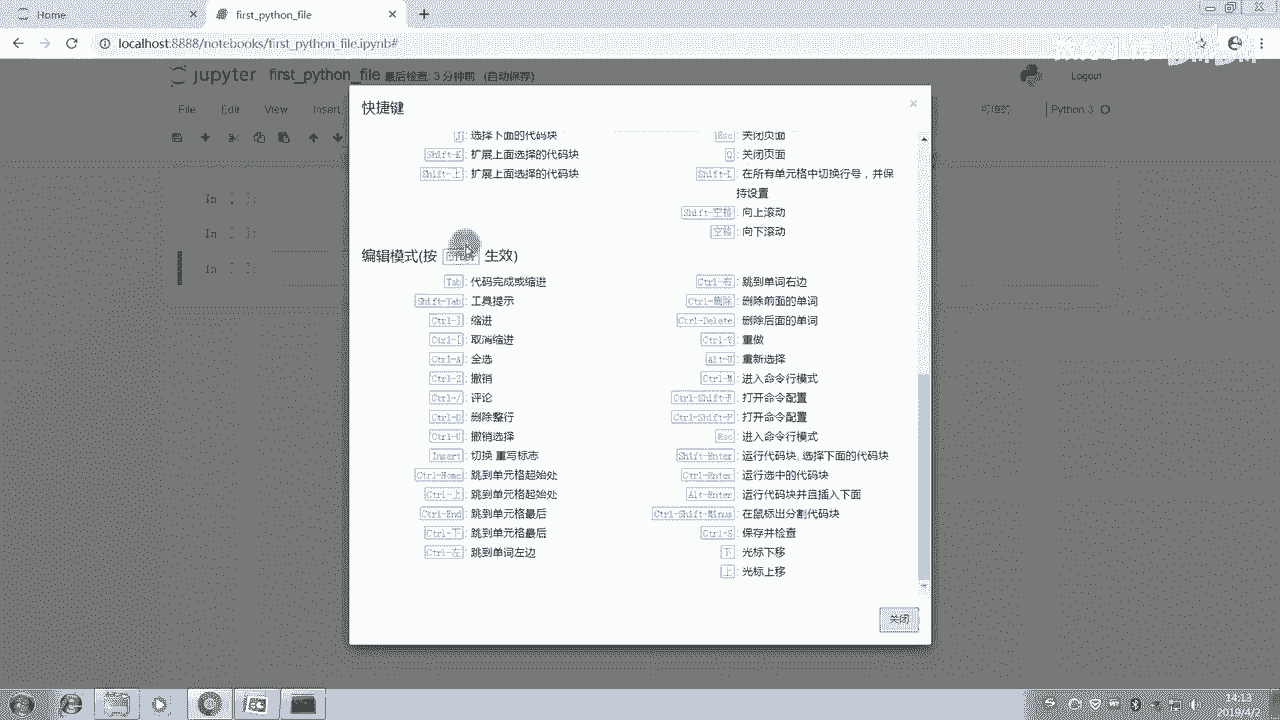 Home
first_python_file
localhost:8888/notebooks/first_python_file.ipynb#
jupyter first_python_file 最后检查: 3 分钟前 (自动保存)
Logout
File Edit View Insert
Python 3
快捷键
J: 选择下面的代码块
Shift-K: 扩展上面选择的代码块
Shift-上: 扩展上面选择的代码块
Esc: 关闭页面
Q: 关闭页面
Shift-L: 在所有单元格中切换行号，并保
持设置
Shift-空格: 向上滚动
空格: 向下滚动
编辑模式(按 Enter 生效)
Tab: 代码完成或缩进
Shift-Tab: 工具提示
Ctrl-]: 缩进
Ctrl-[: 取消缩进
Ctrl-A: 全选
Ctrl-Z: 撤销
Ctrl-/: 评论
Ctrl-D: 删除整行
Ctrl-U: 撤销选择
Insert: 切换 重写标志
Ctrl-Home: 跳到单元格起始处
Ctrl-上: 跳到单元格起始处
Ctrl-End: 跳到单元格最后
Ctrl-下: 跳到单元格最后
Ctrl-左: 跳到单词左边
Ctrl-右: 跳到单词右边
Ctrl-删除: 删除前面的单词
Ctrl-Delete: 删除后面的单词
Ctrl-Y: 重做
Alt-U: 重新选择
Ctrl-M: 进入命令行模式
Ctrl-Shift-F: 打开命令配置
Ctrl-Shift-P: 打开命令配置
Esc: 进入命令行模式
Shift-Enter: 运行代码块, 选择下面的代码块
Ctrl-Enter: 运行选中的代码块
Alt-Enter: 运行代码块并且插入下面
Ctrl-Shift-Minus: 在鼠标出分割代码块
Ctrl-S: 保存并检查
下: 光标下移
上: 光标上移
关闭
In [ ]:
In [ ]:
In [ ]:
14:13
2019/4/2